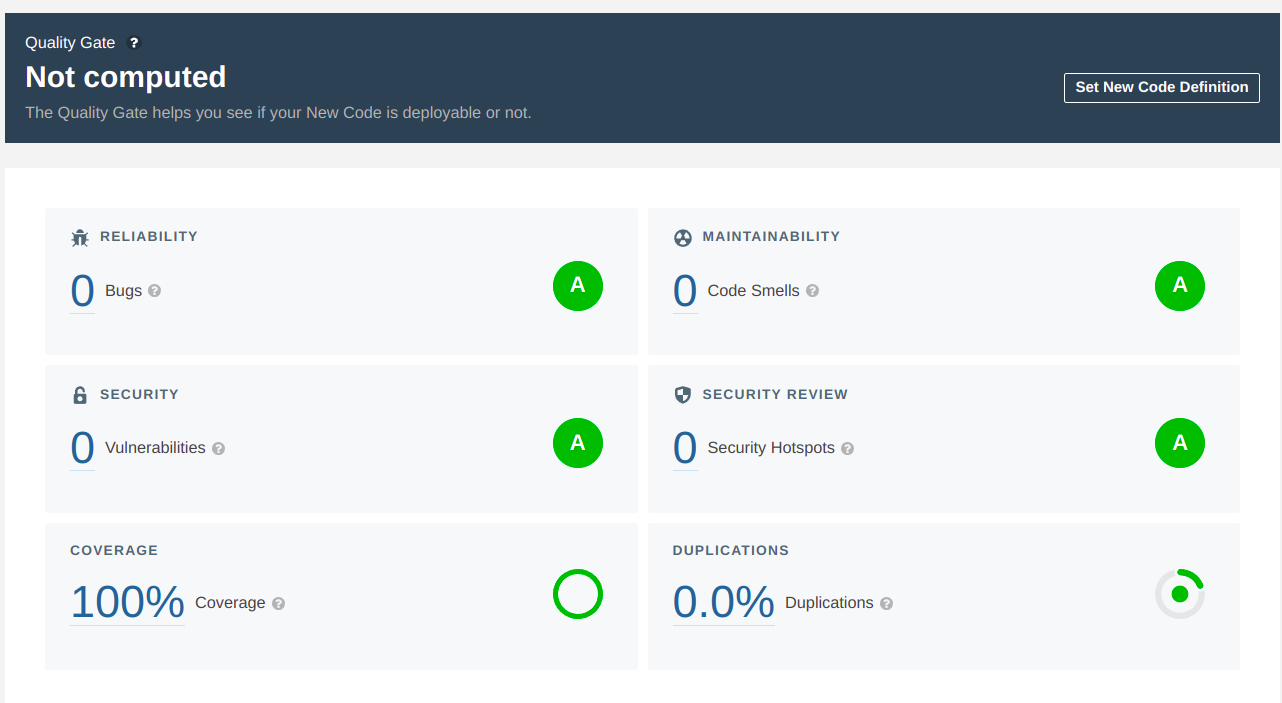 Quality Gate ?
Not computed
The Quality Gate helps you see if your New Code is deployable or not.
Set New Code Definition
RELIABILITY
0 Bugs ?
A
MAINTAINABILITY
0 Code Smells ?
A
SECURITY
0 Vulnerabilities ?
A
SECURITY REVIEW
0 Security Hotspots ?
A
COVERAGE
100% Coverage ?
DUPLICATIONS
0.0% Duplications ?